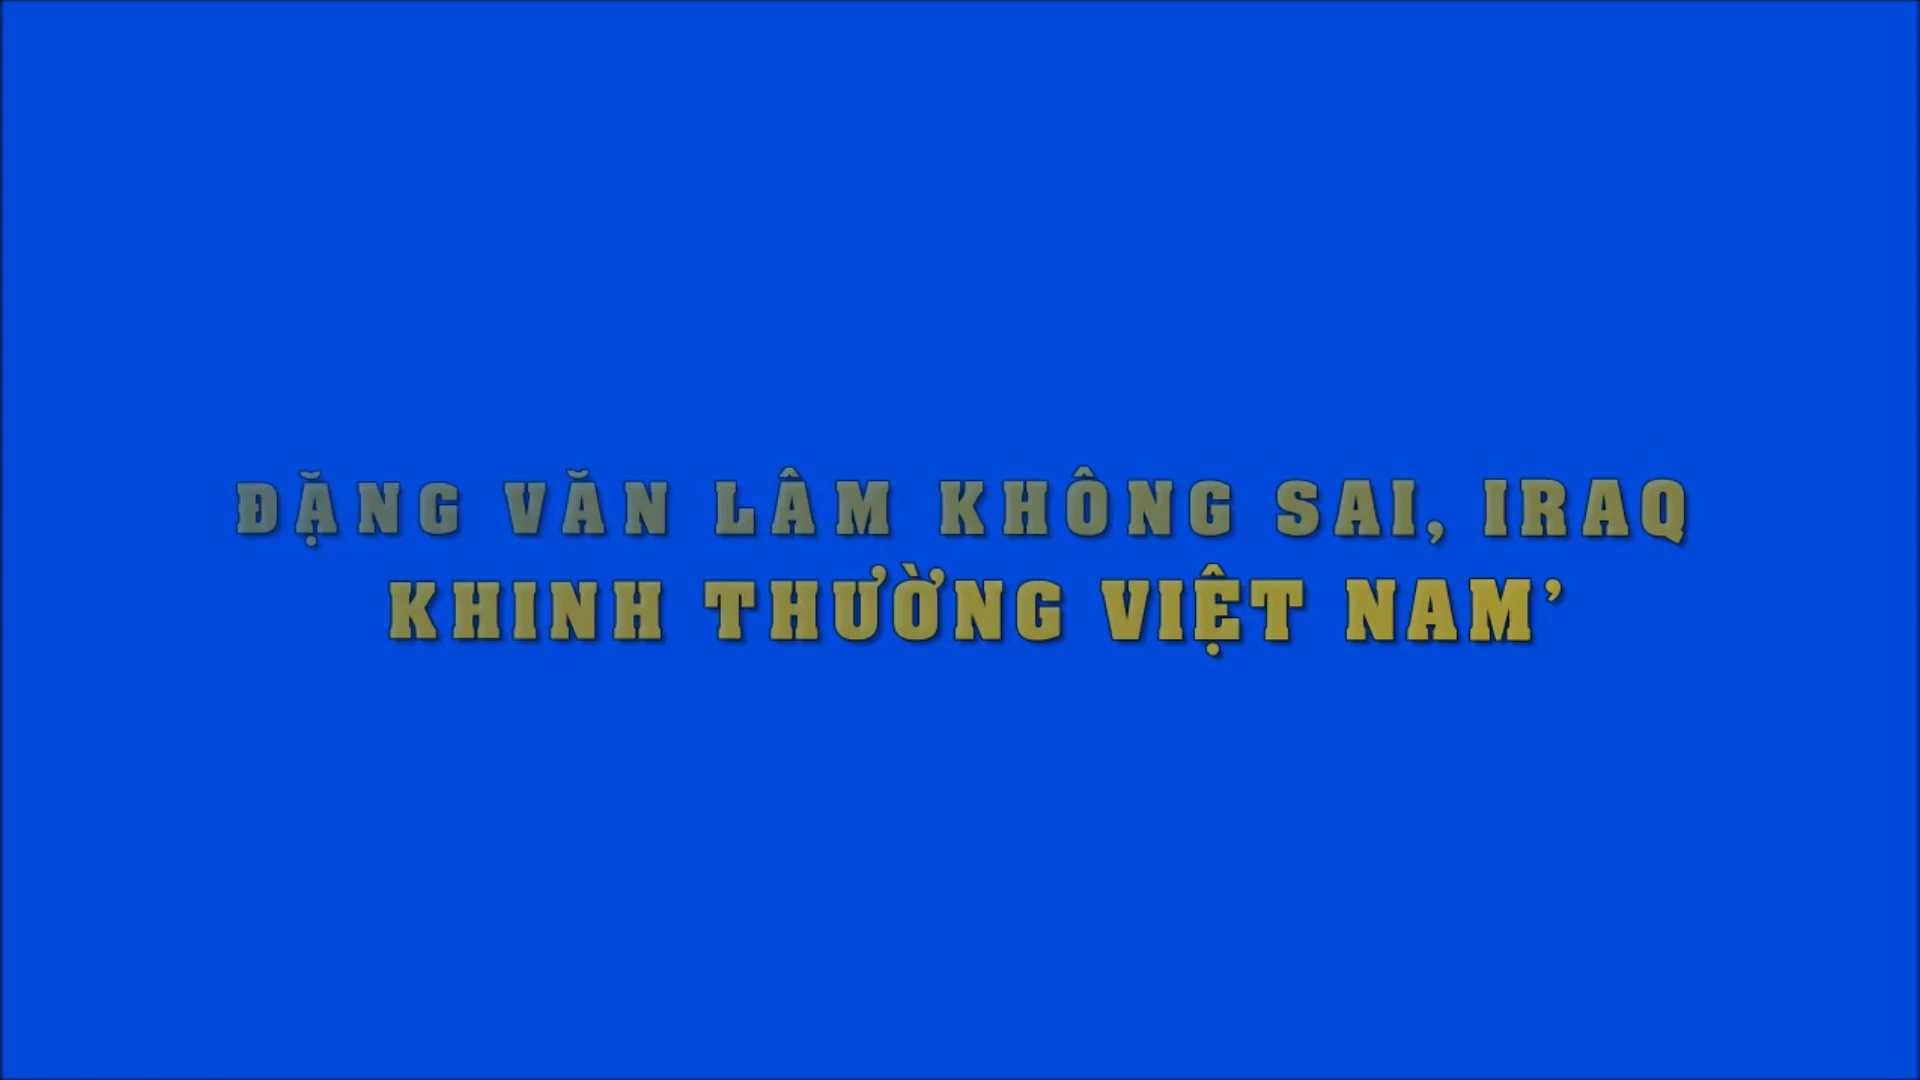 ĐẶNG VĂN LÂM KHÔNG SAI, IRAQ
KHINH THƯỜNG VIỆT NAM’